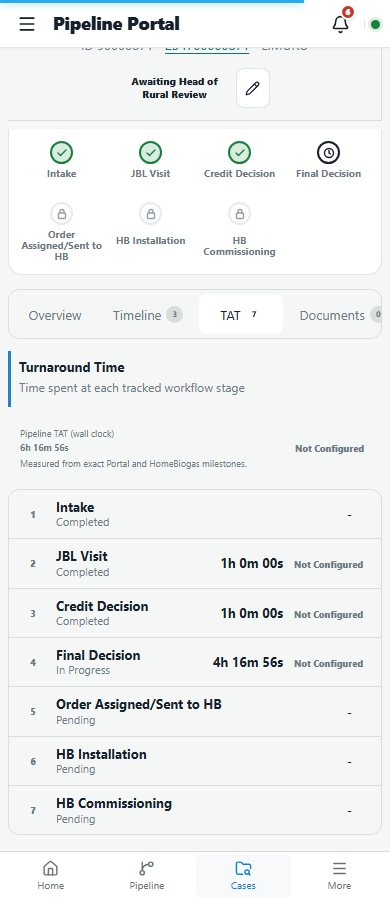 Pipeline Portal
6
Awaiting Head of
Rural Review
Intake
JBL Visit
Credit Decision
Final Decision
Order
Assigned/Sent to
HB
HB Installation
HB
Commissioning
Overview
Timeline 3
TAT 7
Documents 0
Turnaround Time
Time spent at each tracked workflow stage
Pipeline TAT (wall clock)
6h 16m 56s
Not Configured
Measured from exact Portal and HomeBiogas milestones.
1 Intake -
Completed
2 JBL Visit 1h 0m 00s Not Configured
Completed
3 Credit Decision 1h 0m 00s Not Configured
Completed
4 Final Decision 4h 16m 56s Not Configured
In Progress
5 Order Assigned/Sent to HB -
Pending
6 HB Installation -
Pending
7 HB Commissioning -
Pending
Home
Pipeline
Cases
More